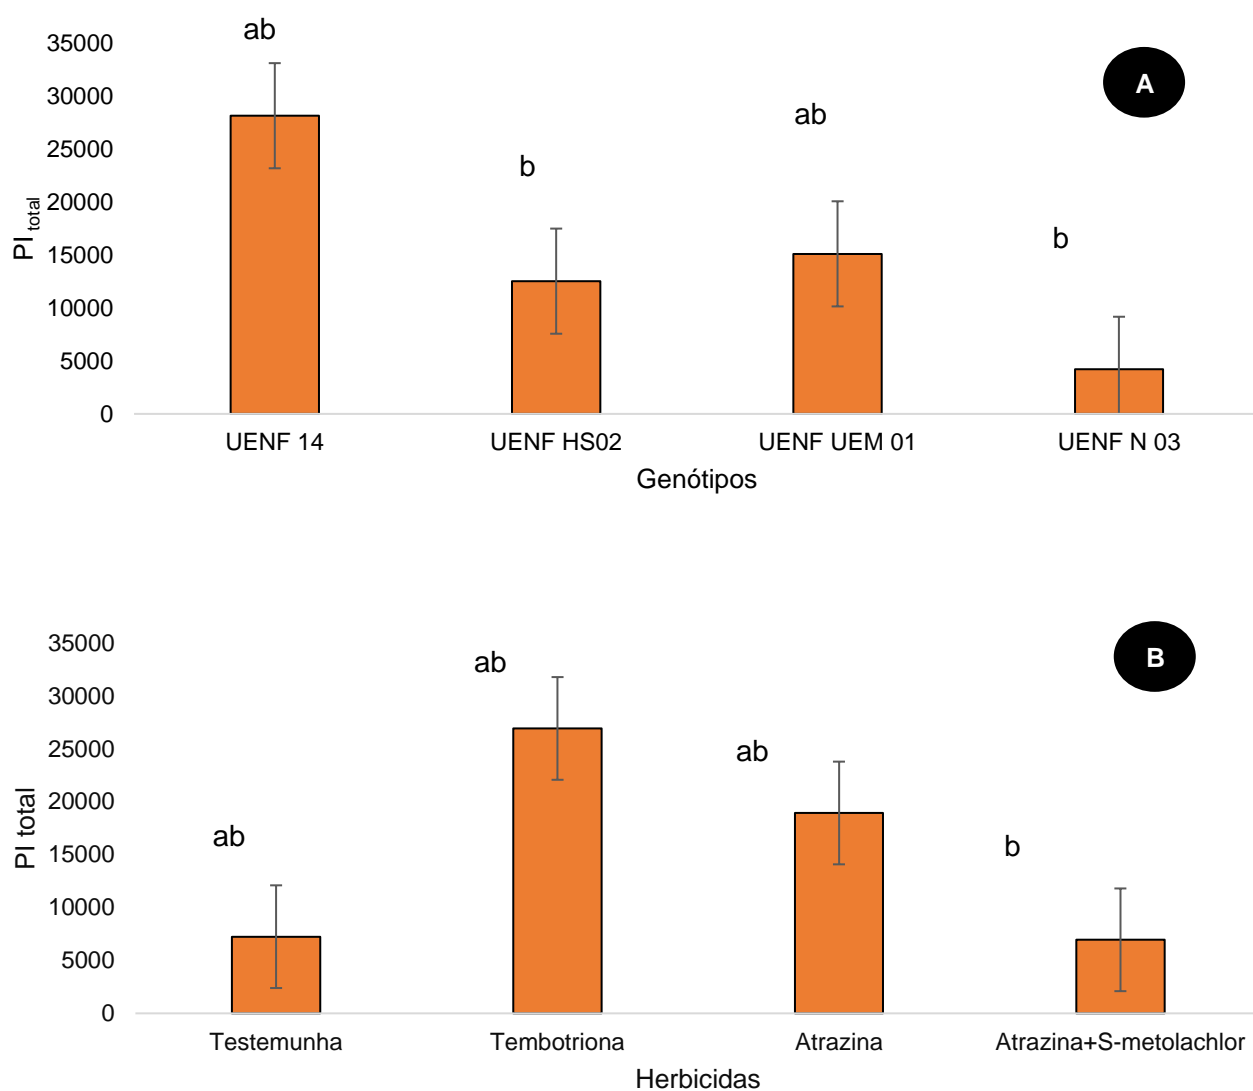 ab
35000
A
30000
ab
25000
b
20000
b
15000
10000
5000
0
PI total
UENF 14 UENF HS02 UENF UEM 01 UENF N 03
Genótipos
35000
B
ab
30000
25000
ab
20000
ab
15000
b
10000
5000
0
PI total
Testemunha Tembotriona Atrazina Atrazina+S-metolachlor
Herbicidas